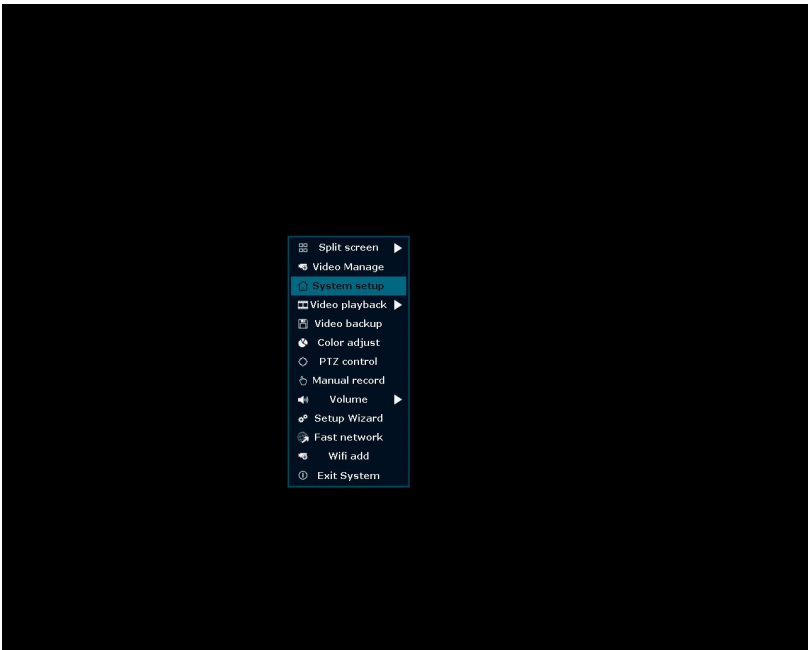 Split screen
Video Manage
System setup
Video playback
Video backup
Color adjust
PTZ control
Manual record
Volume
Setup Wizard
Fast network
Wifi add
Exit System